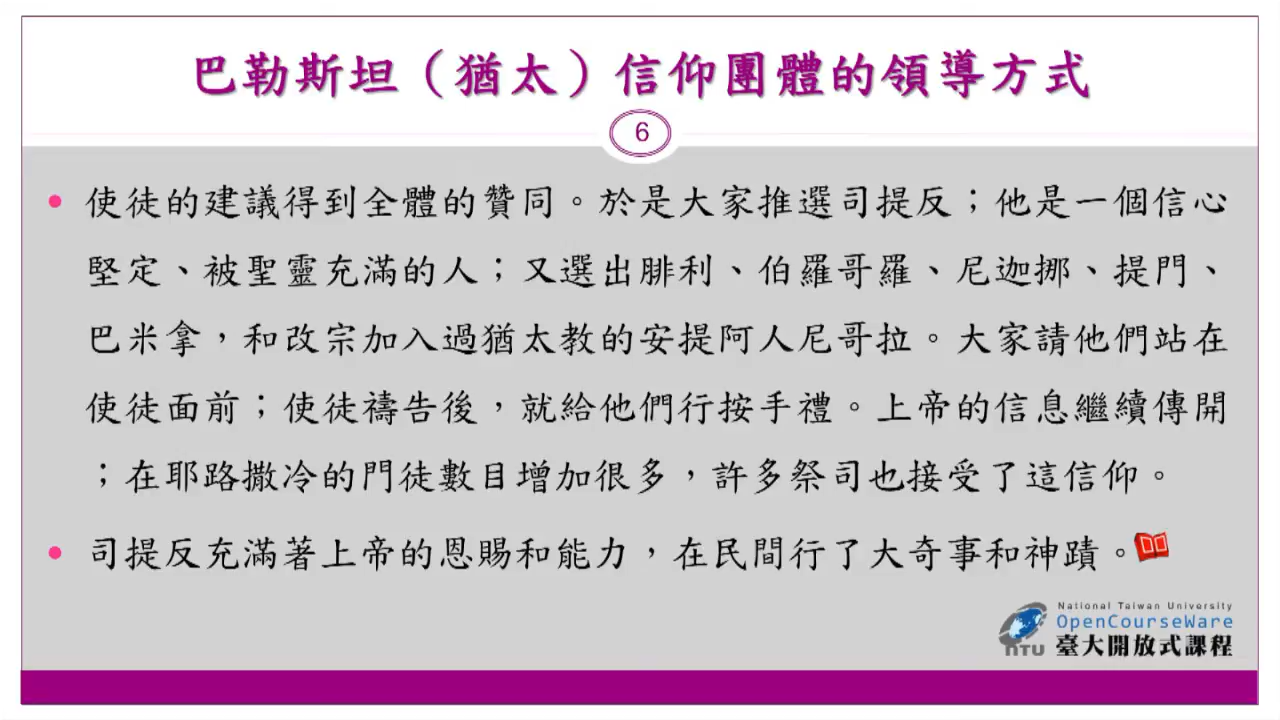 巴勒斯坦（猶太）信仰團體的領導方式
6
• 使徒的建議得到全體的贊同。於是大家推選司提反；他是一個信心
堅定、被聖靈充滿的人；又選出腓利、伯羅哥羅、尼迦挪、提門、
巴米拿，和改宗加入過猶太教的安提阿人尼哥拉。大家請他們站在
使徒面前；使徒禱告後，就給他們行按手禮。上帝的信息繼續傳開
；在耶路撒冷的門徒數目增加很多，許多祭司也接受了這信仰。
• 司提反充滿著上帝的恩賜和能力，在民間行了大奇事和神蹟。
National Taiwan University
OpenCourseWare
NTU 臺大開放式課程